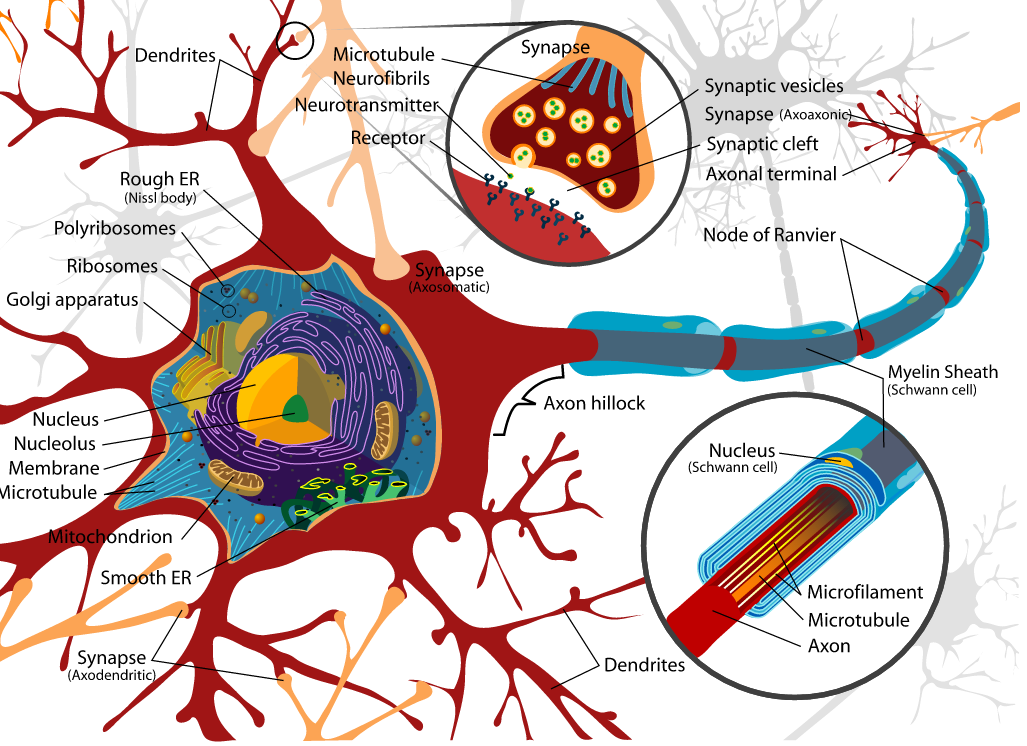 Dendrites
Microtubule
Neurofibrils
Neurotransmitter
Receptor
Synapse
Synaptic vesicles
Synapse (Axoaxonic)
Synaptic cleft
Axonal terminal
Rough ER
(Nissl body)
Polyribosomes
Ribosomes
Golgi apparatus
Synapse
(Axosomatic)
Node of Ranvier
Myelin Sheath
(Schwann cell)
Axon hillock
Nucleus
Nucleolus
Membrane
Microtubule
Mitochondrion
Smooth ER
Synapse
(Axodendritic)
Dendrites
Nucleus
(Schwann cell)
Microfilament
Microtubule
Axon